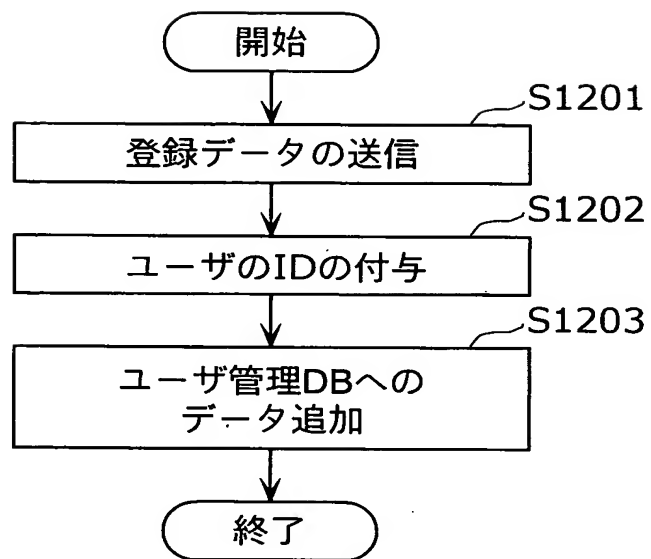 開始
S1201
登録データの送信
S1202
ユーザのIDの付与
S1203
ユーザ管理DBへの
データ追加
終了